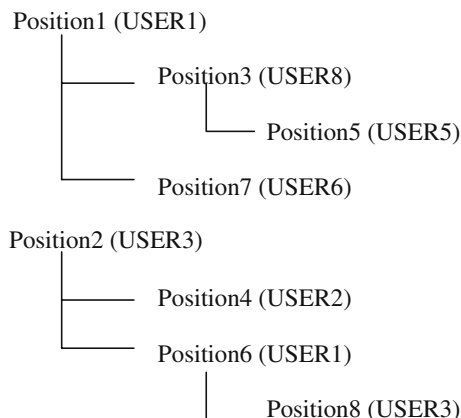 Position1 (USER1)
Position3 (USER8)
Position5 (USER5)
Position7 (USER6)
Position2 (USER3)
Position4 (USER2)
Position6 (USER1)
Position8 (USER3)